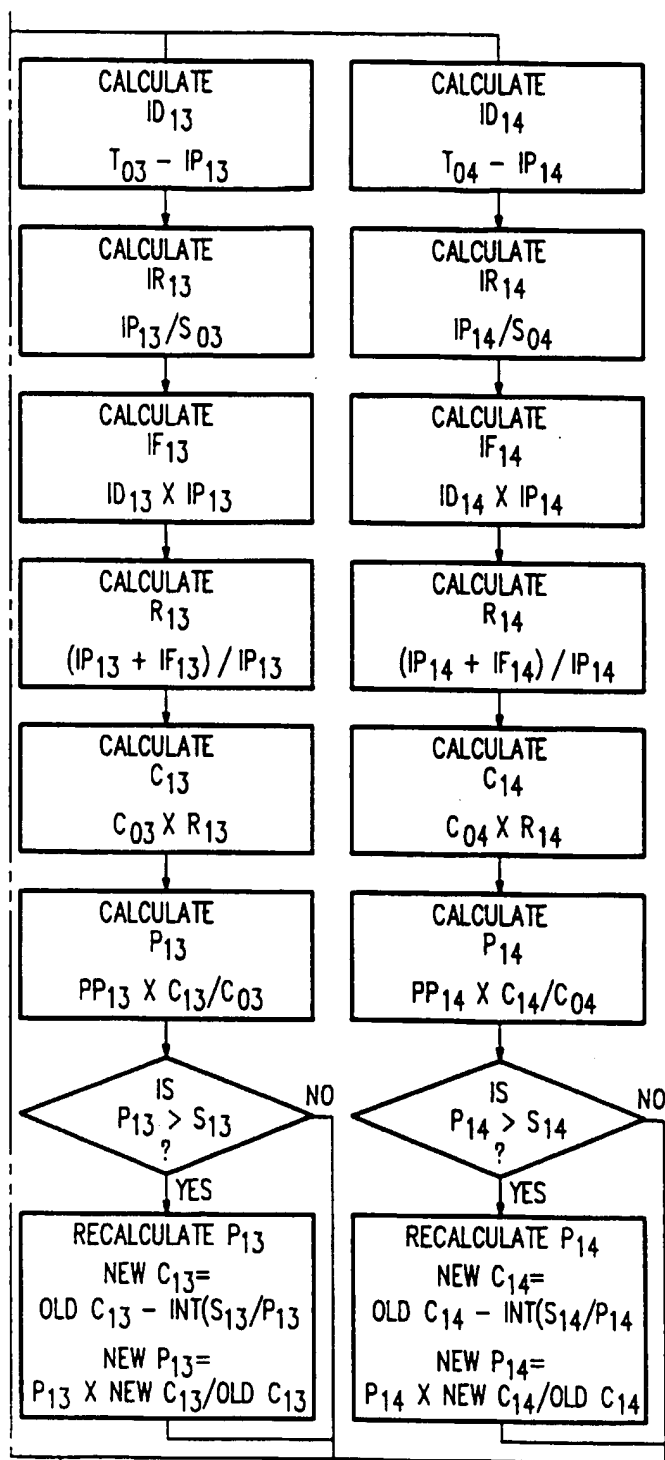 CALCULATE
ID13
T03 − IP13
CALCULATE
IR13
IP13/S03
CALCULATE
IF13
ID13 X IP13
CALCULATE
R13
(IP13 + IF13) / IP13
CALCULATE
C13
C03 X R13
CALCULATE
P13
PP13 X C13/C03
IS
P13 > S13
?
NO
YES
RECALCULATE P13
NEW C13=
OLD C13 − INT(S13/P13
NEW P13=
P13 X NEW C13/OLD C13
CALCULATE
ID14
T04 − IP14
CALCULATE
IR14
IP14/S04
CALCULATE
IF14
ID14 X IP14
CALCULATE
R14
(IP14 + IF14) / IP14
CALCULATE
C14
C04 X R14
CALCULATE
P14
PP14 X C14/C04
IS
P14 > S14
?
NO
YES
RECALCULATE P14
NEW C14=
OLD C14 − INT(S14/P14
NEW P14=
P14 X NEW C14/OLD C14